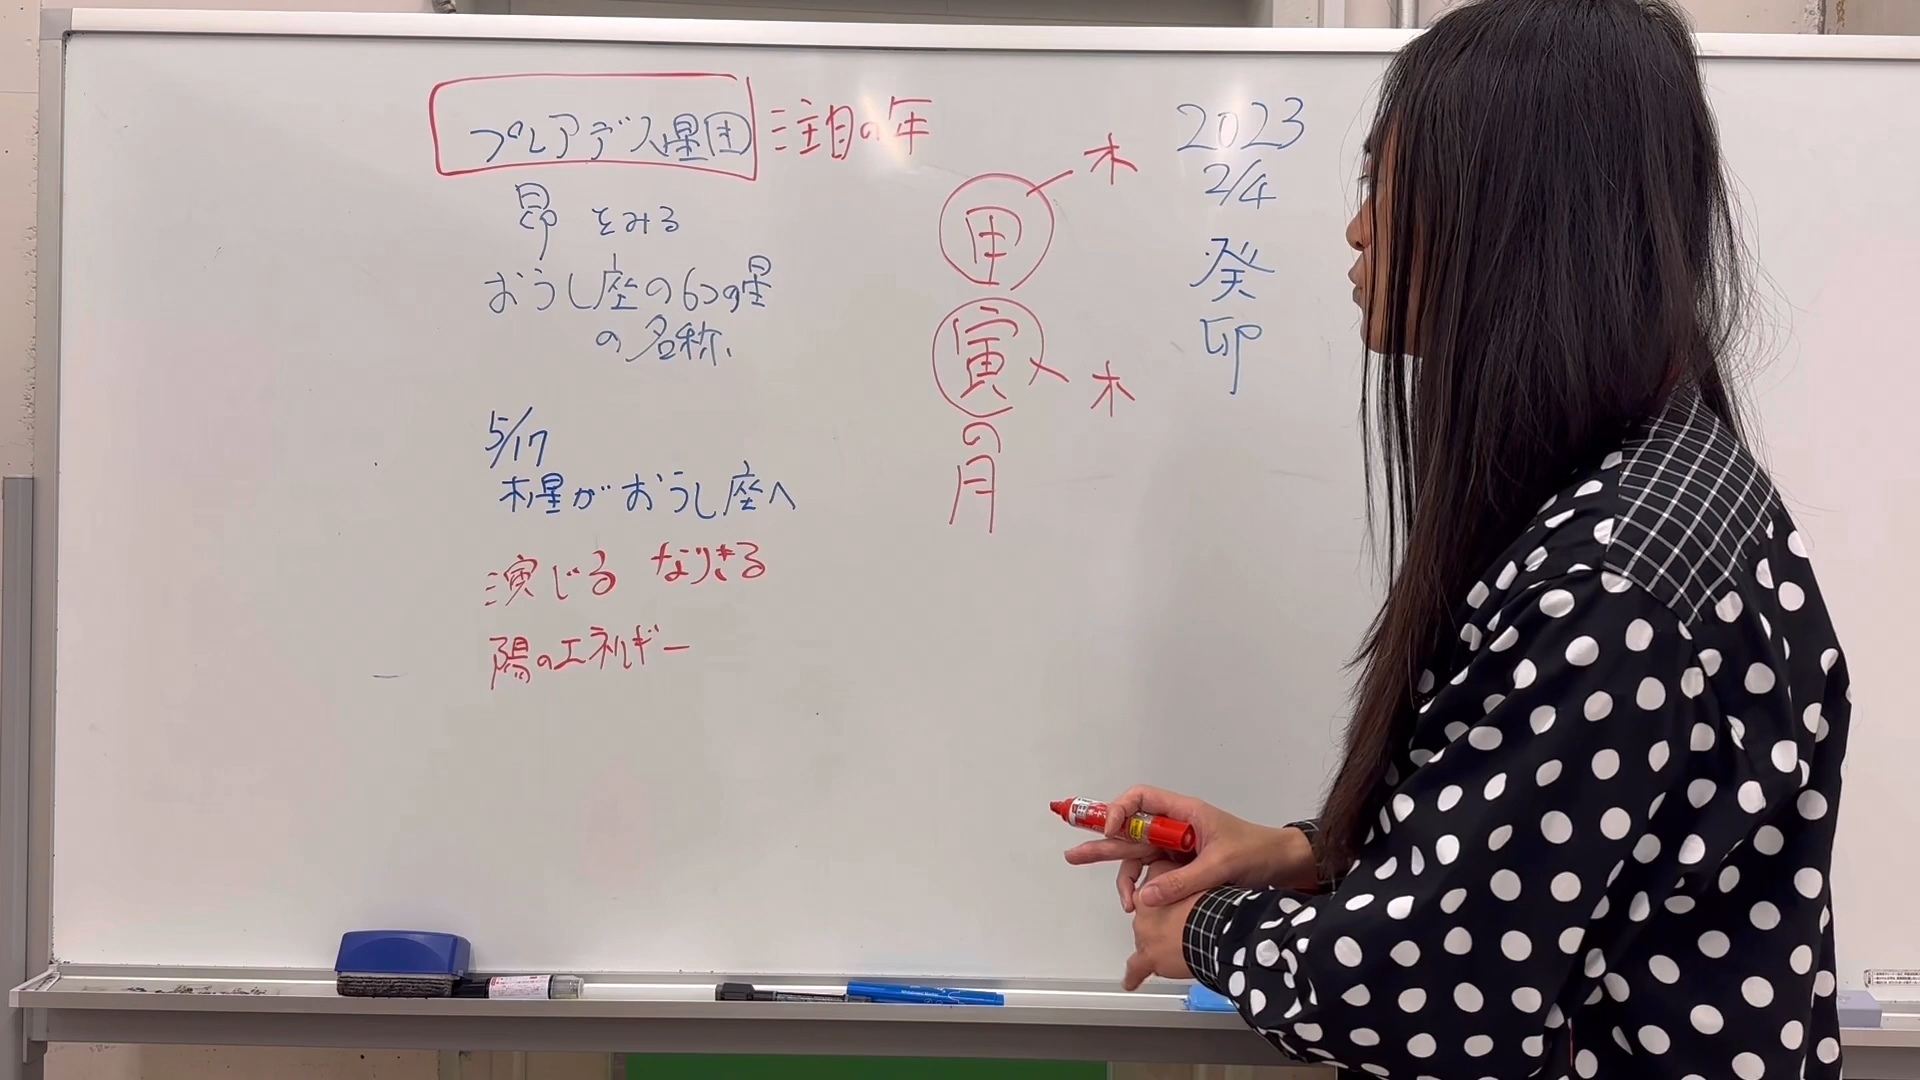 プレアデス星団 注目の年
昴 をみる
おうし座の6つの星
の名称
5/17
木星がおうし座へ
演じる なりきる
陽のエネルギー
甲 木
寅 木
の
月
2023
2/4
癸
卯